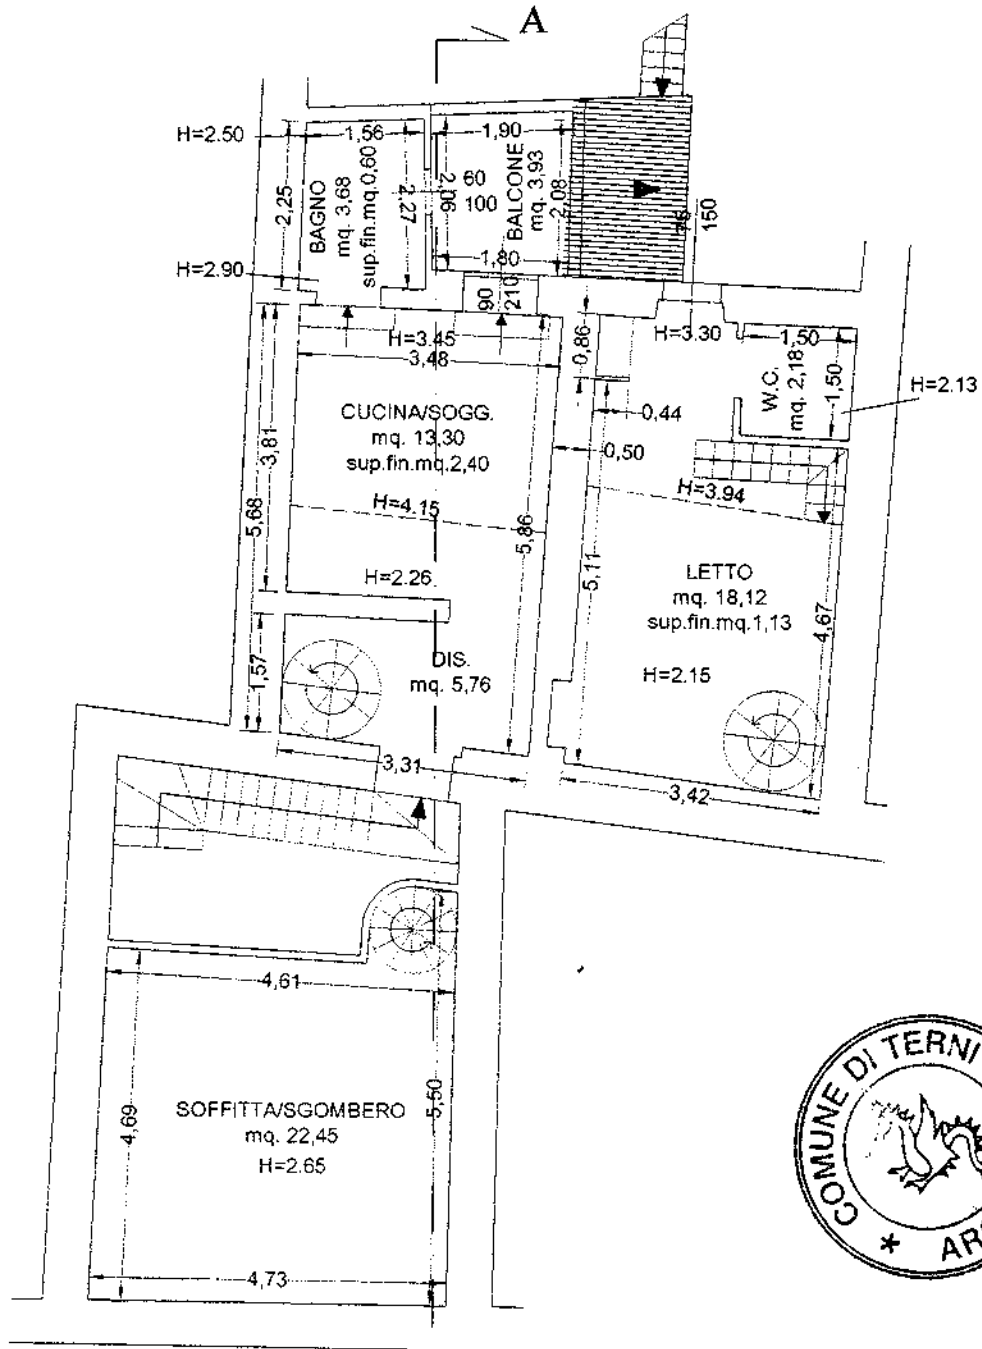 A
H=2.50
1,56
1,90
2,25
BAGNO
mq. 3,68
sup.fin.mq.0,60
2,27
2,06
60
100
BALCONE
mq. 3,93
2,08
1,80
75
150
H=2.90
90
210
H=3.45
3,48
0,86
H=3.30
1,50
W.C.
mq. 2,18
1,50
H=2.13
CUCINA/SOGG.
mq. 13,30
sup.fin.mq.2,40
0,44
0,50
3,81
5,68
H=4.15
H=3.94
5,86
5,11
H=2.26
LETTO
mq. 18,12
sup.fin.mq.1,13
4,67
H=2.15
1,57
DIS.
mq. 5,76
3,31
3,42
4,61
4,69
5,50
SOFFITTA/SGOMBERO
mq. 22,45
H=2.65
4,73
COMUNE DI TERNI
* AR